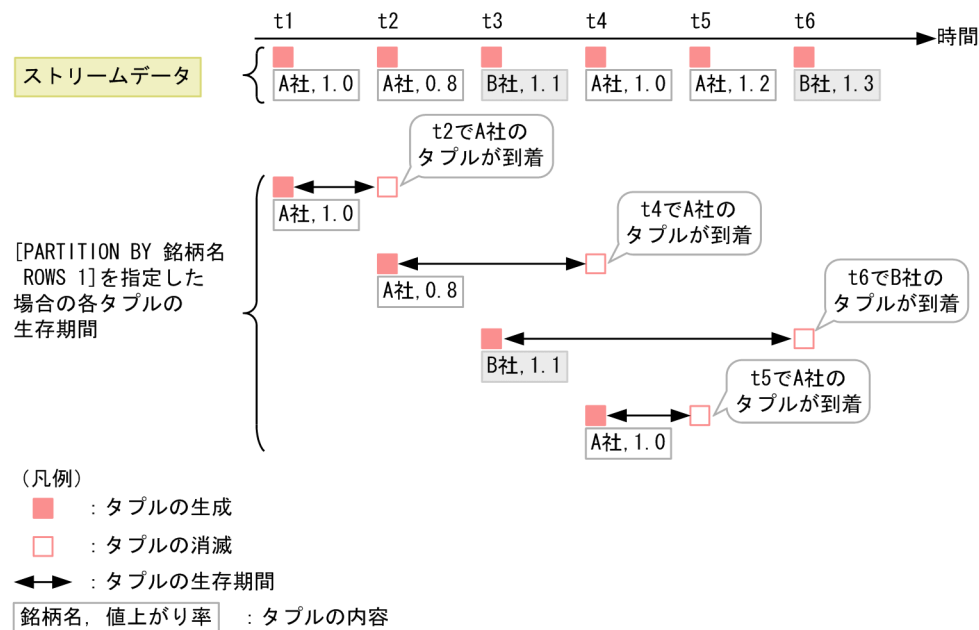 t1 t2 t3 t4 t5 t6
時間
ストリームデータ
A社,1.0 A社,0.8 B社,1.1 A社,1.0 A社,1.2 B社,1.3
t2でA社の
タプルが到着
A社,1.0
t4でA社の
タプルが到着
A社,0.8
[PARTITION BY 銘柄名
ROWS 1]を指定した
場合の各タプルの
生存期間
t6でB社の
タプルが到着
B社,1.1
t5でA社の
タプルが到着
A社,1.0
(凡例)
：タプルの生成
：タプルの消滅
：タプルの生存期間
銘柄名, 値上がり率 ：タプルの内容